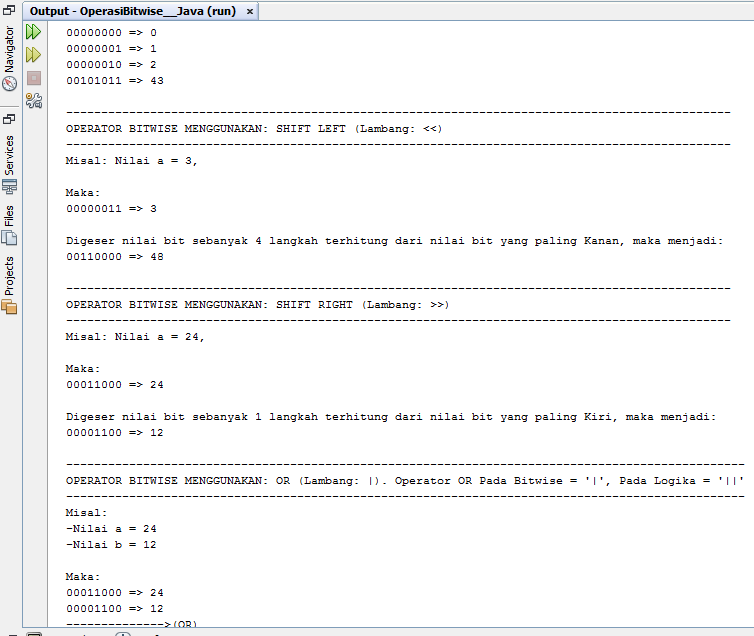 Output - OperasiBitwise__Java (run) ×
Navigator
Services
Files
Projects
00000000 => 0
00000001 => 1
00000010 => 2
00101011 => 43
-----------------------------------------------------------------------------------------------
OPERATOR BITWISE MENGGUNAKAN: SHIFT LEFT (Lambang: <<)
-----------------------------------------------------------------------------------------------
Misal: Nilai a = 3,
Maka:
00000011 => 3
Digeser nilai bit sebanyak 4 langkah terhitung dari nilai bit yang paling Kanan, maka menjadi:
00110000 => 48
-----------------------------------------------------------------------------------------------
OPERATOR BITWISE MENGGUNAKAN: SHIFT RIGHT (Lambang: >>)
-----------------------------------------------------------------------------------------------
Misal: Nilai a = 24,
Maka:
00011000 => 24
Digeser nilai bit sebanyak 1 langkah terhitung dari nilai bit yang paling Kiri, maka menjadi:
00001100 => 12
-------------------------------------------------------------------------------------------------
OPERATOR BITWISE MENGGUNAKAN: OR (Lambang: |). Operator OR Pada Bitwise = '|', Pada Logika = '||'
-------------------------------------------------------------------------------------------------
Misal:
-Nilai a = 24
-Nilai b = 12
Maka:
00011000 => 24
00001100 => 12
-------------->(OR)